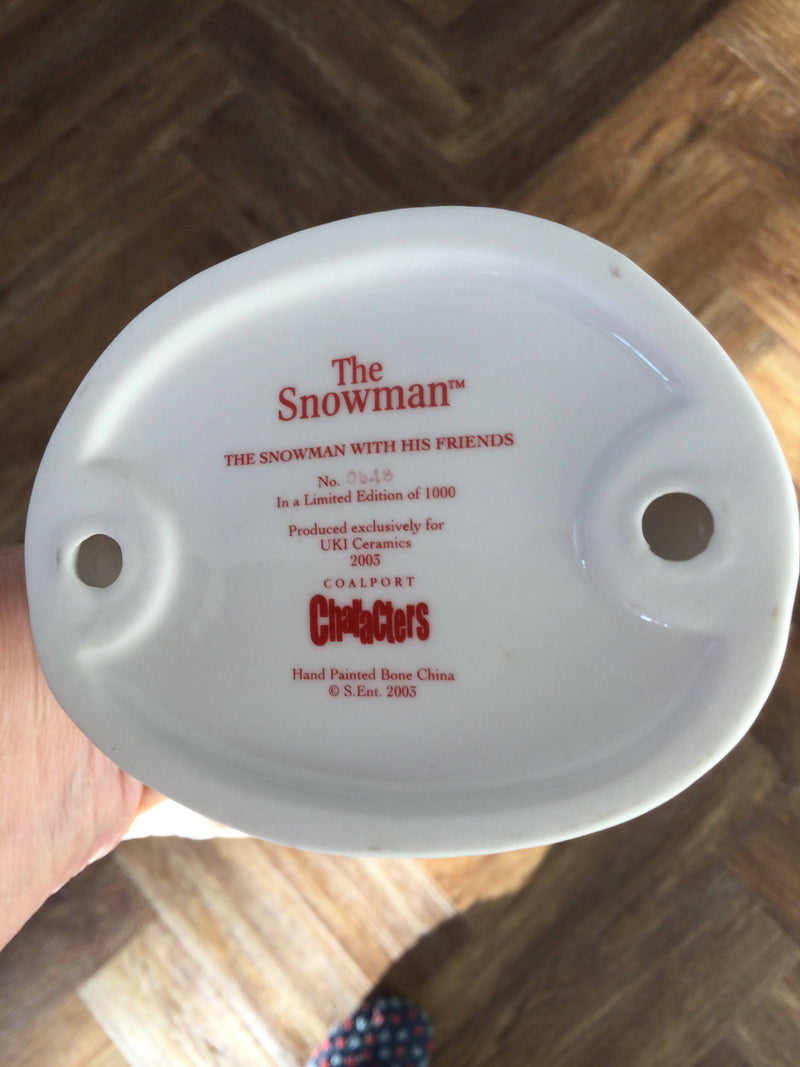 The
Snowman™
THE SNOWMAN WITH HIS FRIENDS
No. 0648
In a Limited Edition of 1000
Produced exclusively for
UKI Ceramics
2003
COALPORT
Characters
Hand Painted Bone China
© S.Ent. 2003